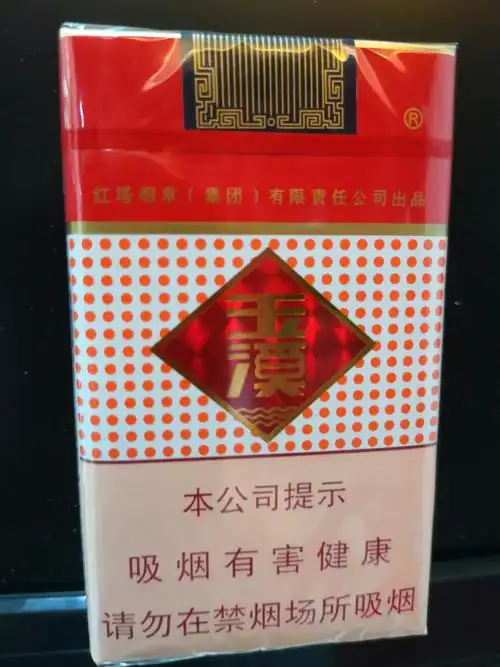 ®
红塔烟草（集团）有限责任公司出品
玉
溪
本公司提示
吸烟有害健康
请勿在禁烟场所吸烟